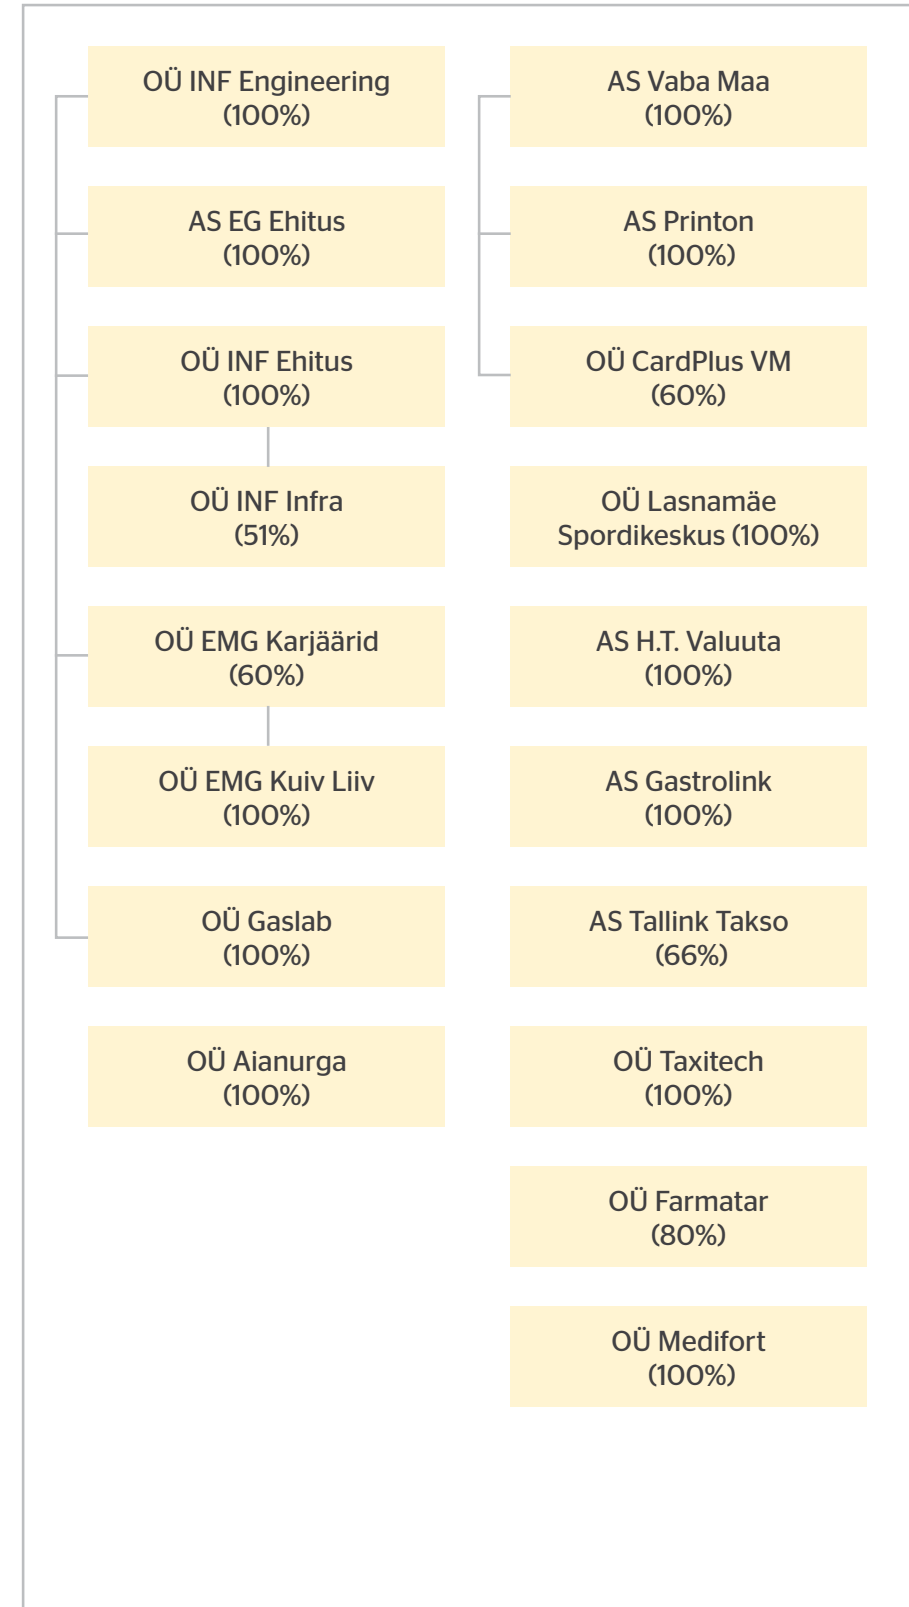 OÜ INF Engineering
(100%)
AS EG Ehitus
(100%)
OÜ INF Ehitus
(100%)
OÜ INF Infra
(51%)
OÜ EMG Karjäärid
(60%)
OÜ EMG Kuiv Liiv
(100%)
OÜ Gaslab
(100%)
OÜ Aianurga
(100%)
AS Vaba Maa
(100%)
AS Printon
(100%)
OÜ CardPlus VM
(60%)
OÜ Lasnamäe
Spordikeskus (100%)
AS H.T. Valuuta
(100%)
AS Gastrolink
(100%)
AS Tallink Takso
(66%)
OÜ Taxitech
(100%)
OÜ Farmatar
(80%)
OÜ Medifort
(100%)